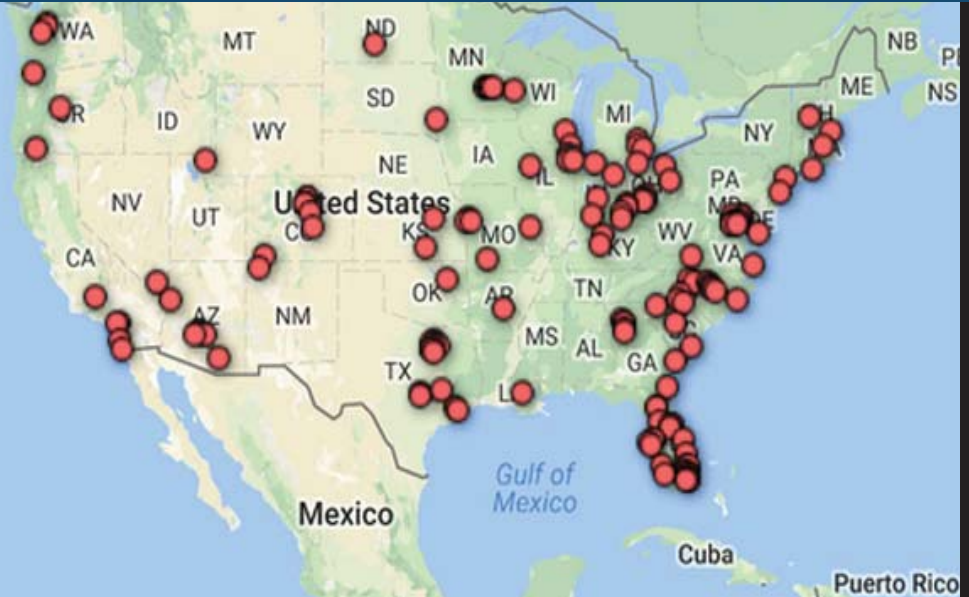 WA
MT
ND
MN
NB
ME
NS
SD
WI
MI
ID
WY
NY
NE
IA
IL
PA
NV
UT
United States
KS
MO
WV
VA
KY
CA
OK
AR
TN
AZ
NM
MS
AL
GA
TX
Gulf of
Mexico
Mexico
Cuba
Puerto Rico